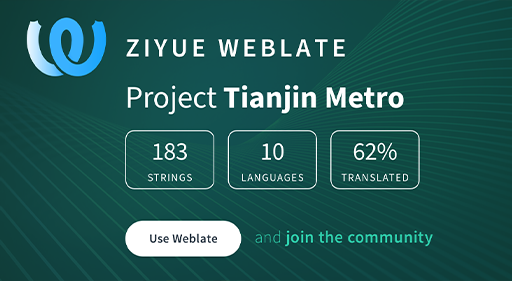 ZIYUE WEBLATE
Project Tianjin Metro
183 10 62%
STRINGS LANGUAGES TRANSLATED
Use Weblate and join the community